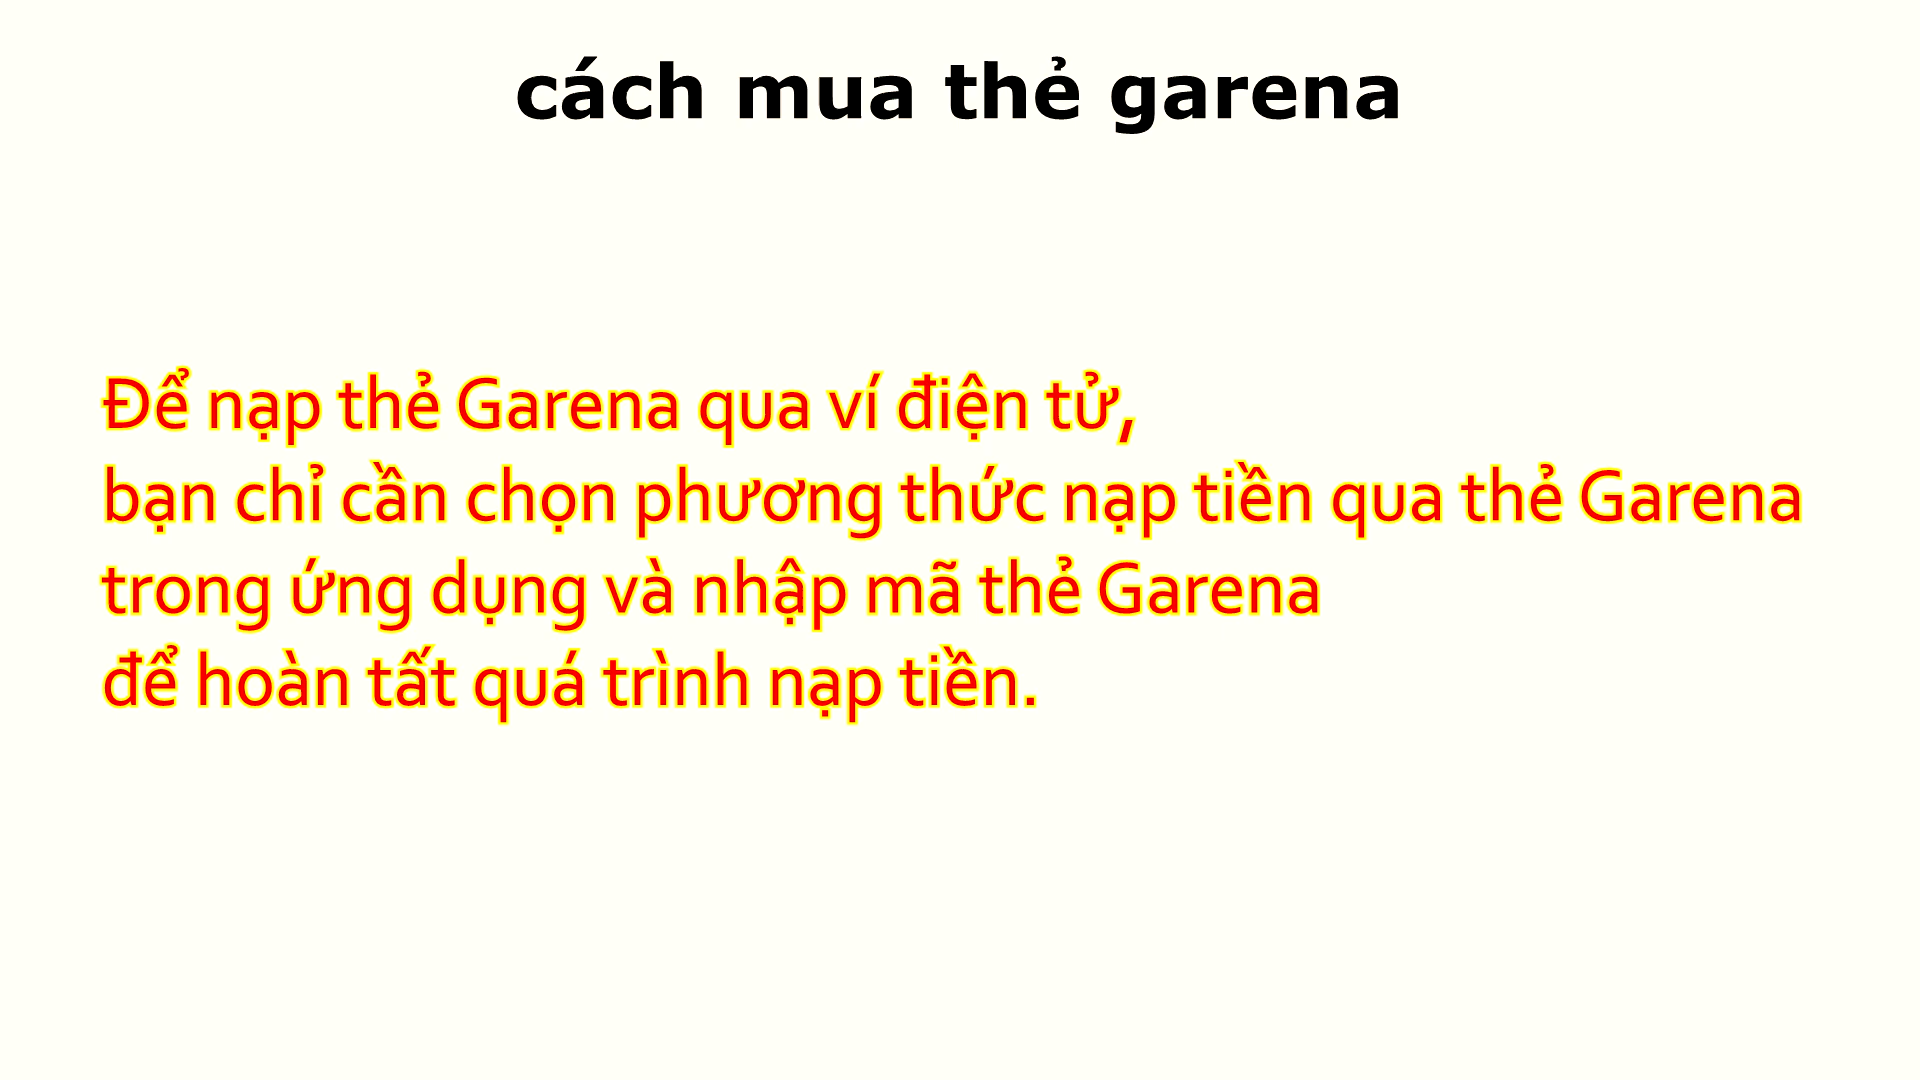 cách mua thẻ garena
Để nạp thẻ Garena qua ví điện tử,
bạn chỉ cần chọn phương thức nạp tiền qua thẻ Garena
trong ứng dụng và nhập mã thẻ Garena
để hoàn tất quá trình nạp tiền.